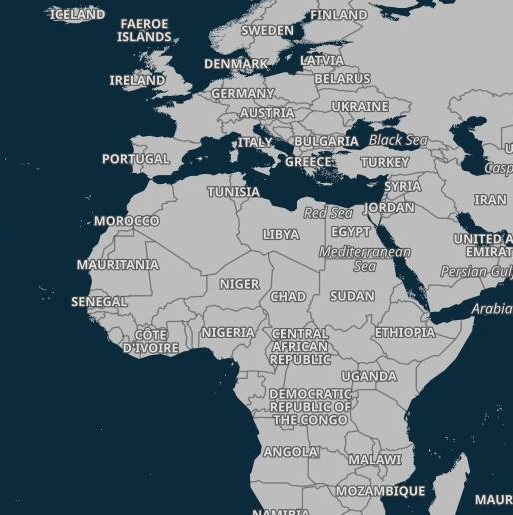 ICELAND
FAEROE
ISLANDS
FINLAND
SWEDEN
DENMARK
LATVIA
IRELAND
BELARUS
GERMANY
UKRAINE
AUSTRIA
ITALY
BULGARIA
Black Sea
U
PORTUGAL
GREECE
TURKEY
Casp
TUNISIA
SYRIA
IRAN
Red Sea
JORDAN
MOROCCO
LIBYA
EGYPT
UNITED A
EMIRAT
Mediterranean
Sea
MAURITANIA
Persian Gul
NIGER
SENEGAL
CHAD
SUDAN
Arabia
CÔTE
D'IVOIRE
NIGERIA
CENTRAL
AFRICAN
REPUBLIC
ETHIOPIA
UGANDA
DEMOCRATIC
REPUBLIC OF
THE CONGO
ANGOLA
MALAWI
MOZAMBIQUE
MAUR
NAMIBIA